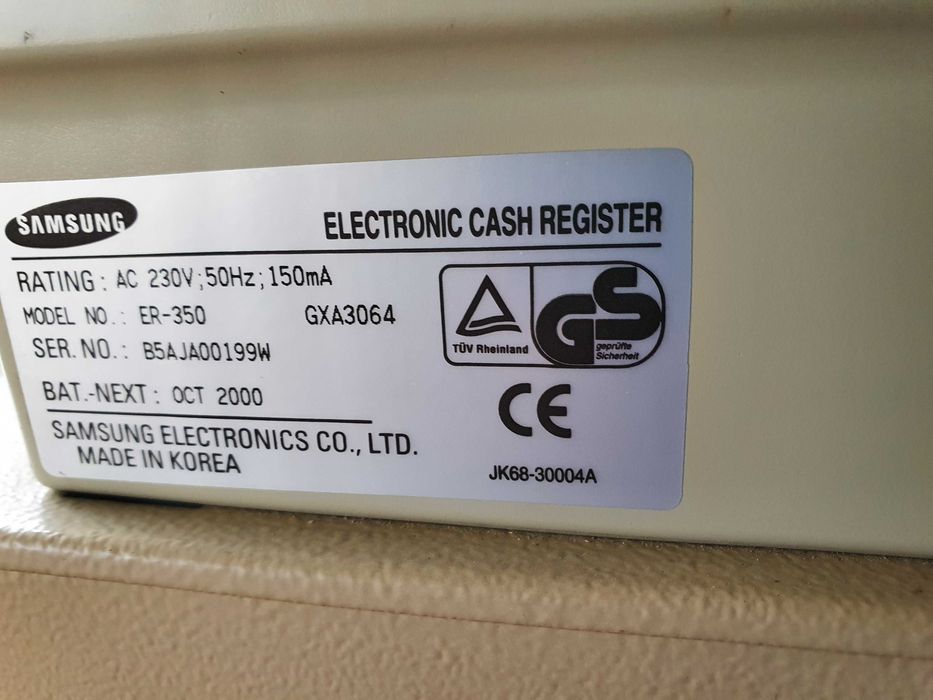 SAMSUNG
ELECTRONIC CASH REGISTER
RATING : AC 230V;50Hz;150mA
MODEL NO. : ER-350 GXA3064
SER. NO. : B5AJA00199W
BAT.-NEXT : OCT 2000
SAMSUNG ELECTRONICS CO., LTD.
MADE IN KOREA
TÜV Rheinland
GS
geprüfte
Sicherheit
CE
JK68-30004A